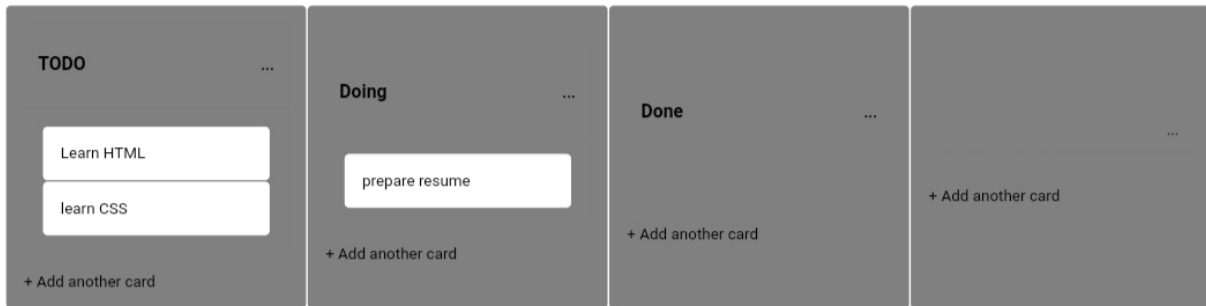 TODO
...
Learn HTML
learn CSS
+ Add another card
Doing
...
prepare resume
+ Add another card
Done
...
+ Add another card
...
+ Add another card